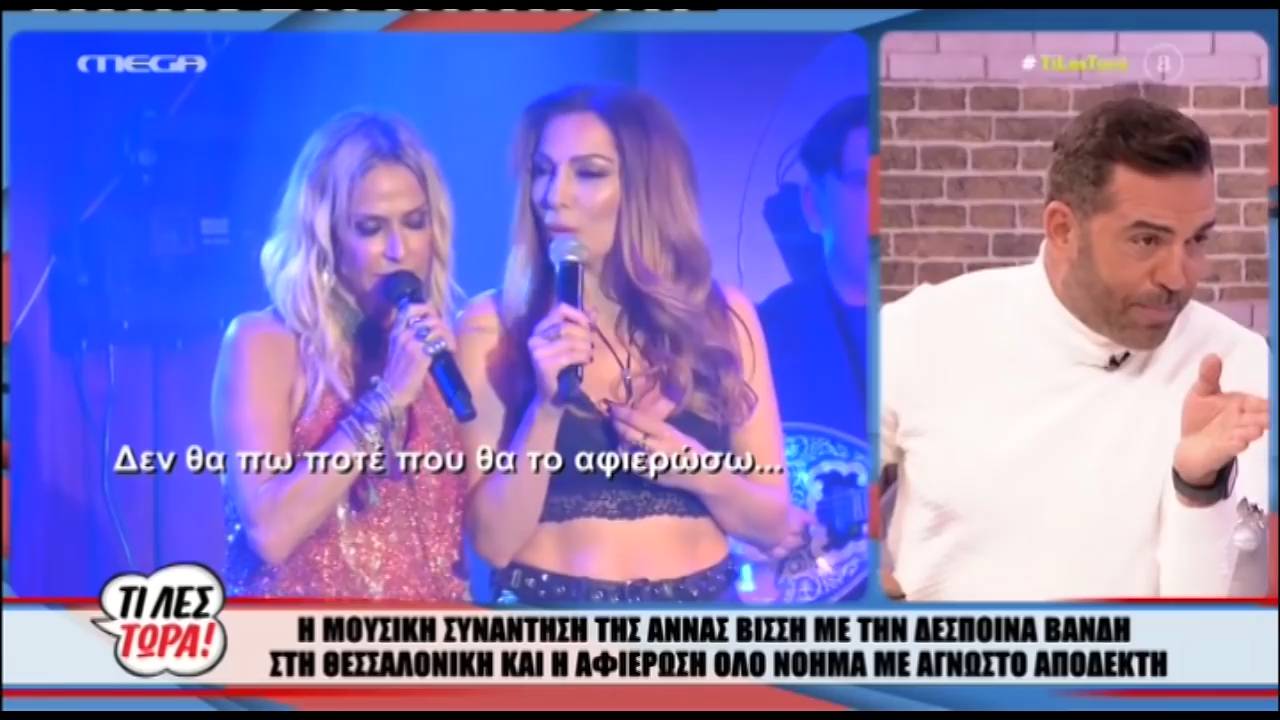 MEGA
#TiLesTora 8
Δεν θα πω ποτέ που θα το αφιερώσω...
ΤΙ ΛΕΣ
ΤΩΡΑ!
Η ΜΟΥΣΙΚΗ ΣΥΝΑΝΤΗΣΗ ΤΗΣ ΑΝΝΑΣ ΒΙΣΣΗ ΜΕ ΤΗΝ ΔΕΣΠΟΙΝΑ ΒΑΝΔΗ
ΣΤΗ ΘΕΣΣΑΛΟΝΙΚΗ ΚΑΙ Η ΑΦΙΕΡΩΣΗ ΟΛΟ ΝΟΗΜΑ ΜΕ ΑΓΝΩΣΤΟ ΑΠΟΔΕΚΤΗ